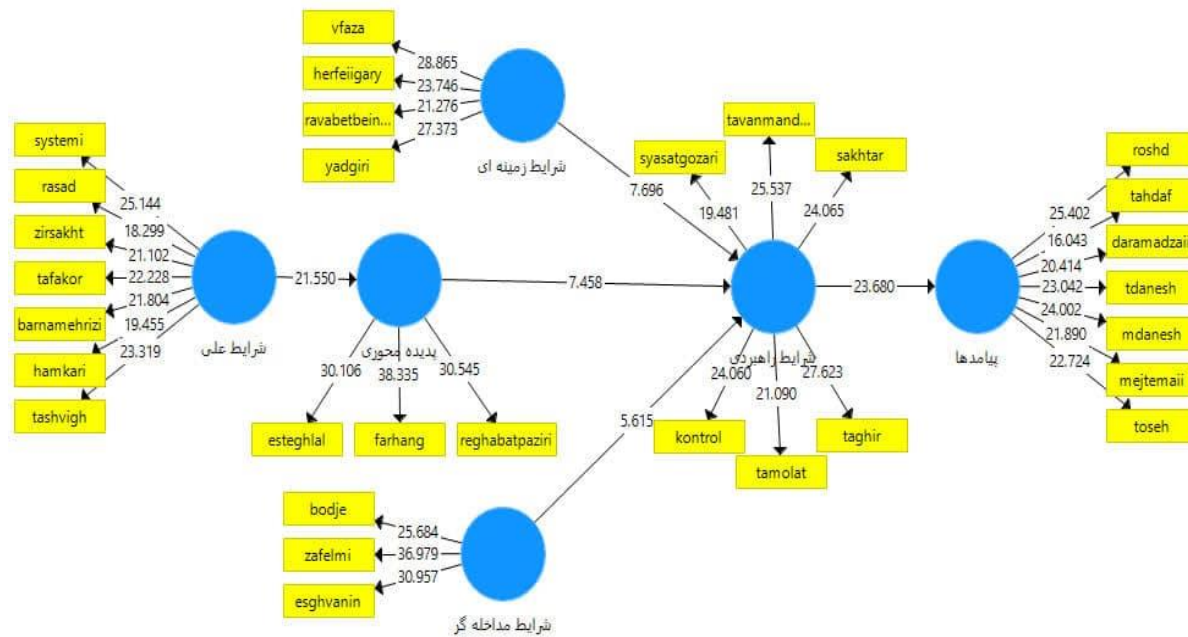 vfaza
herfeiigary
ravabetbein...
yadgiri
28.865
23.746
21.276
27.373
شرایط زمینه ای
7.696
systemi
rasad
zirsakht
tafakor
barnamehrizi
hamkari
tashvigh
25.144
18.299
21.102
22.228
21.804
19.455
23.319
شرایط علی
21.550
پدیده محوری
30.106
38.335
30.545
esteghlal
farhang
reghabatpaziri
7.458
bodje
zafelmi
esghvanin
25.684
36.979
30.957
شرایط مداخله گر
5.615
syasatgozari
tavanmand...
sakhtar
19.481
25.537
24.065
شرایط راهبردی
24.060
21.090
27.623
kontrol
tamolat
taghir
23.680
پیامدها
25.402
16.043
20.414
23.042
24.002
21.890
22.724
roshd
tahdaf
daramadzaii
tdanesh
mdanesh
mejtemaii
toseh